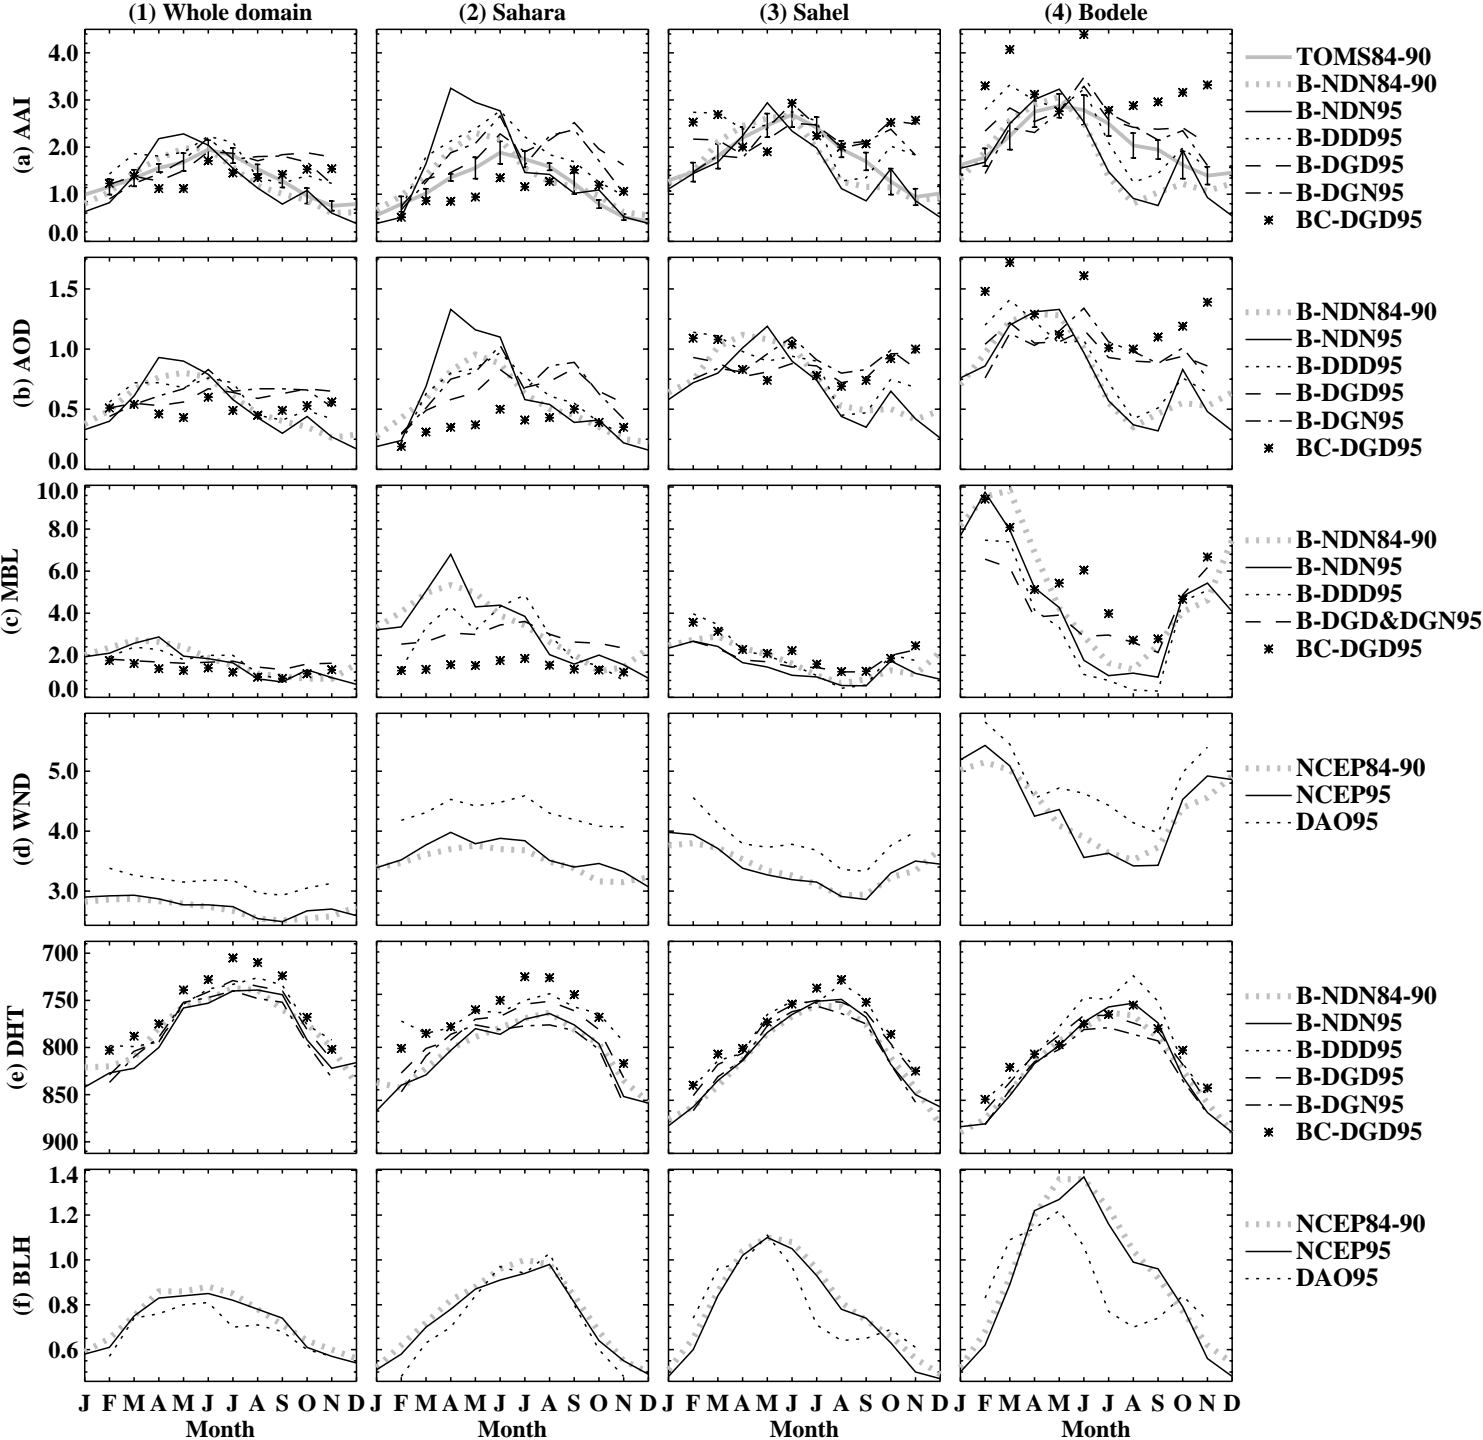 (1) Whole domain (2) Sahara (3) Sahel (4) Bodele
(a) AAI
4.0
3.0
2.0
1.0
0.0
TOMS84-90
B-NDN84-90
B-NDN95
B-DDD95
B-DGD95
B-DGN95
BC-DGD95
(b) AOD
1.5
1.0
0.5
0.0
B-NDN84-90
B-NDN95
B-DDD95
B-DGD95
B-DGN95
BC-DGD95
(c) MBL
10.0
8.0
6.0
4.0
2.0
0.0
B-NDN84-90
B-NDN95
B-DDD95
B-DGD&DGN95
BC-DGD95
(d) WND
5.0
4.0
3.0
NCEP84-90
NCEP95
DAO95
(e) DHT
700
750
800
850
900
B-NDN84-90
B-NDN95
B-DDD95
B-DGD95
B-DGN95
BC-DGD95
(f) BLH
1.4
1.2
1.0
0.8
0.6
NCEP84-90
NCEP95
DAO95
J F M A M J J A S O N D J F M A M J J A S O N D J F M A M J J A S O N D J F M A M J J A S O N D
Month Month Month Month